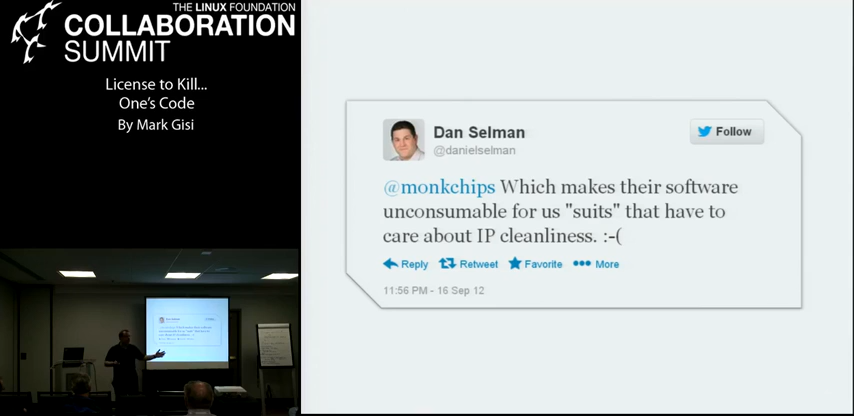 THE LINUX FOUNDATION
COLLABORATION
SUMMIT
License to Kill...
One's Code
By Mark Gisi
Dan Selman
@danielselman
Follow
@monkchips Which makes their software
unconsumable for us "suits" that have to
care about IP cleanliness. :-(
Reply Retweet Favorite More
11:56 PM - 16 Sep 12